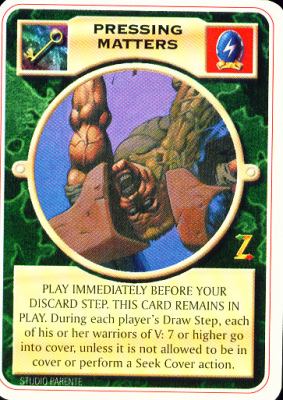 PRESSING
MATTERS
Z.
PLAY IMMEDIATELY BEFORE YOUR
DISCARD STEP. THIS CARD REMAINS IN
PLAY. During each player's Draw Step, each
of his or her warriors of V: 7 or higher go
into cover, unless it is not allowed to be in
cover or perform a Seek Cover action.
STUDIO PARENTE